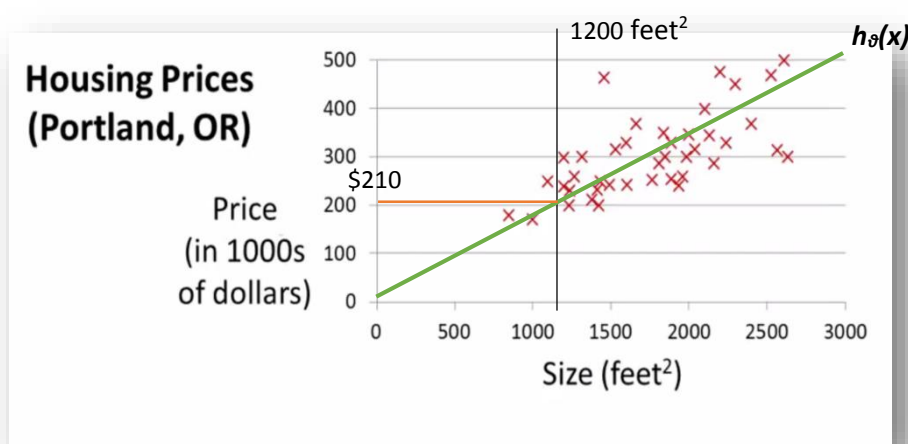 1200 feet²
hϑ(x)
Housing Prices
(Portland, OR)
500
400
300
$210
200
100
0
Price
(in 1000s
of dollars)
0 500 1000 1500 2000 2500 3000
Size (feet²)